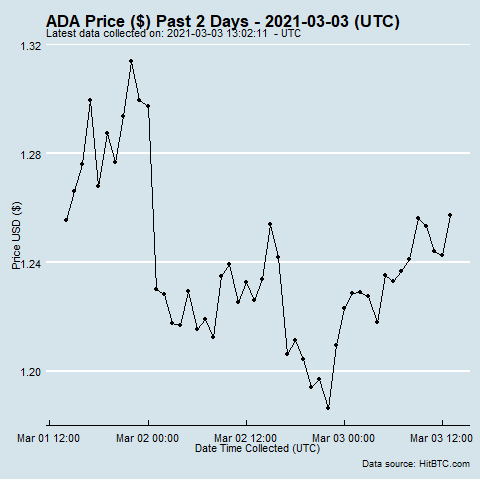 ADA Price ($) Past 2 Days - 2021-03-03 (UTC)
Latest data collected on: 2021-03-03 13:02:11 - UTC
1.32
1.28
1.24
1.20
Price USD ($)
Mar 01 12:00 Mar 02 00:00 Mar 02 12:00 Mar 03 00:00 Mar 03 12:00
Date Time Collected (UTC)
Data source: HitBTC.com